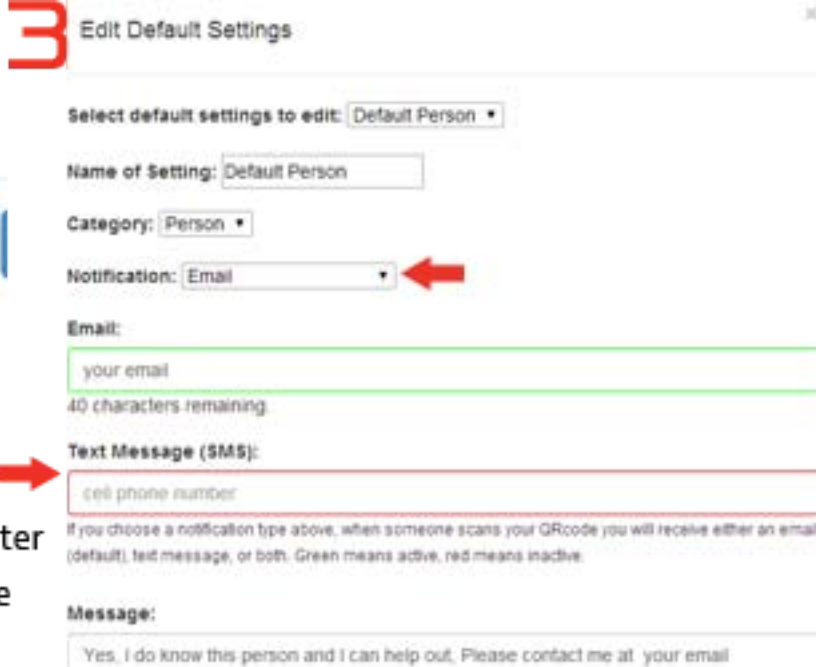 3
Edit Default Settings
×
Select default settings to edit: Default Person
Name of Setting: Default Person
Category: Person
Notification: Email
Email:
your email
40 characters remaining
Text Message (SMS):
cell phone number
ter
If you choose a notification type above, when someone scans your QRcode you will receive either an email
(default), text message, or both. Green means active, red means inactive.
e
Message:
Yes, I do know this person and I can help out, Please contact me at your email